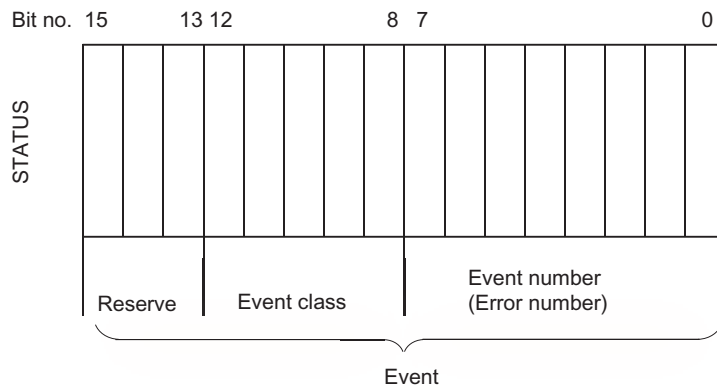 Bit no. 15 13 12 8 7 0
STATUS
Reserve Event class Event number
(Error number)
Event